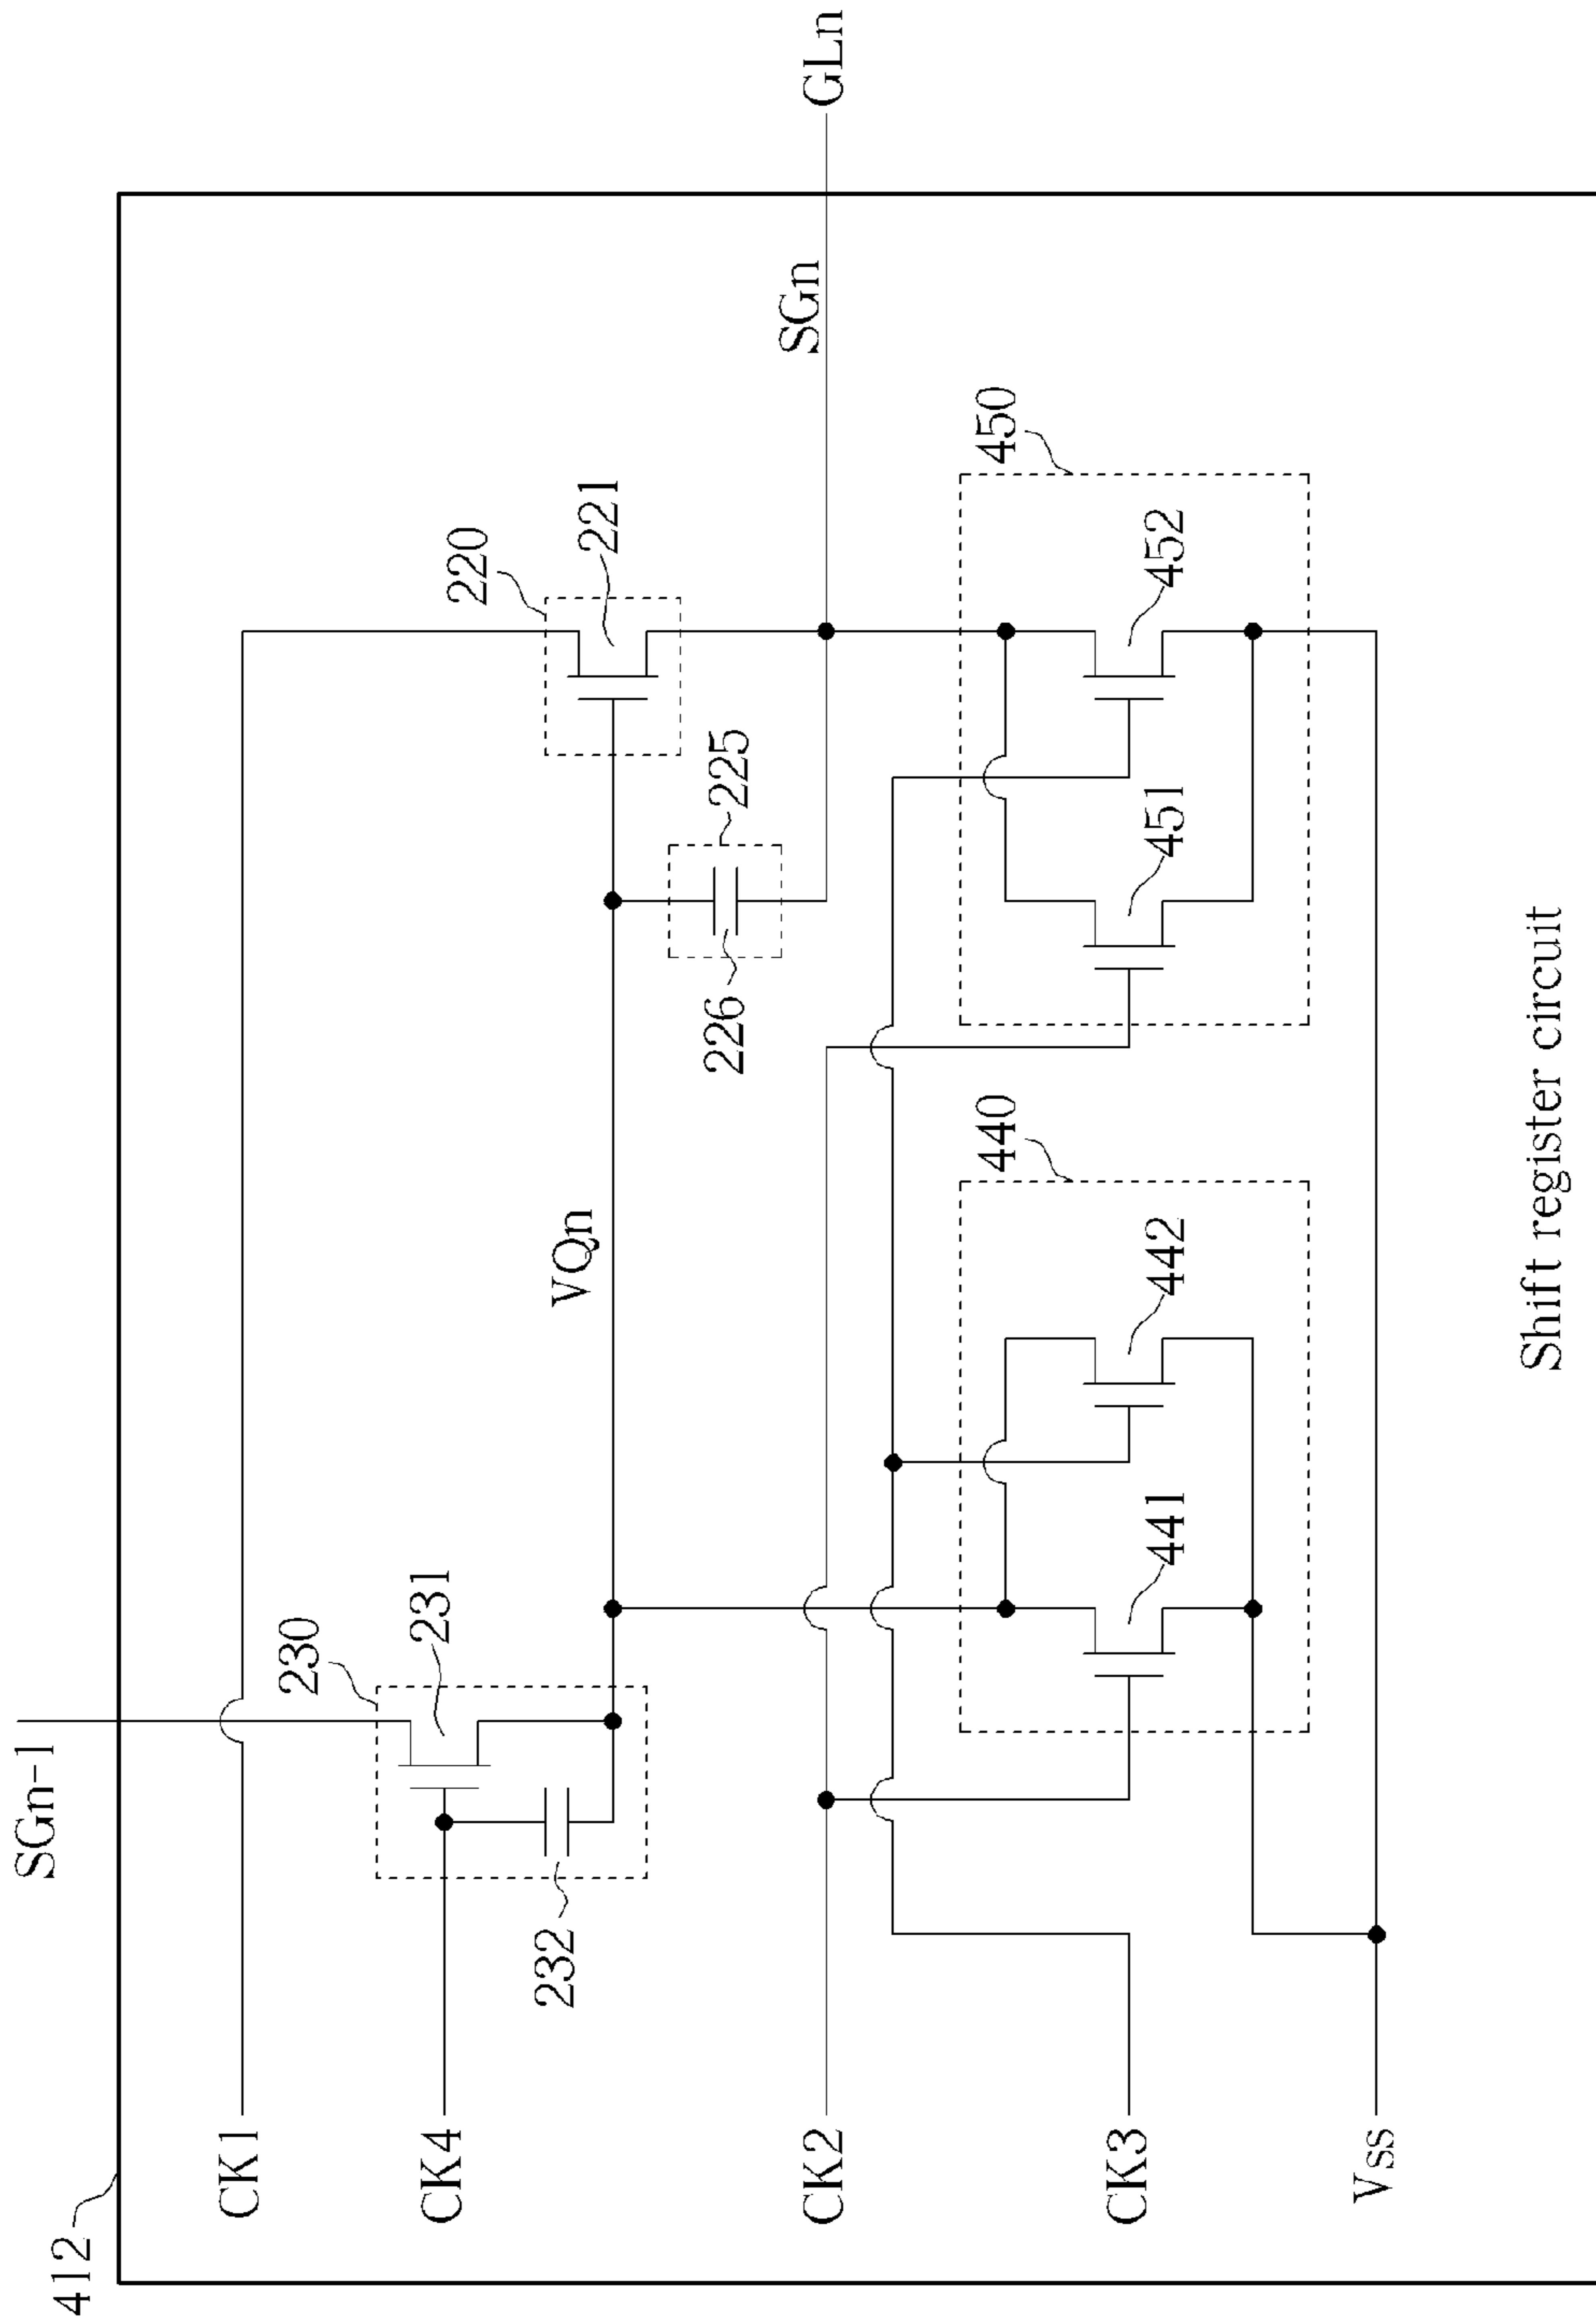 412
SGn-1
CK1
230
231
220
221
CK4
232
VQn
225
226
SGn
GLn
CK2
440
450
441
442
451
452
CK3
Vss
Shift register circuit